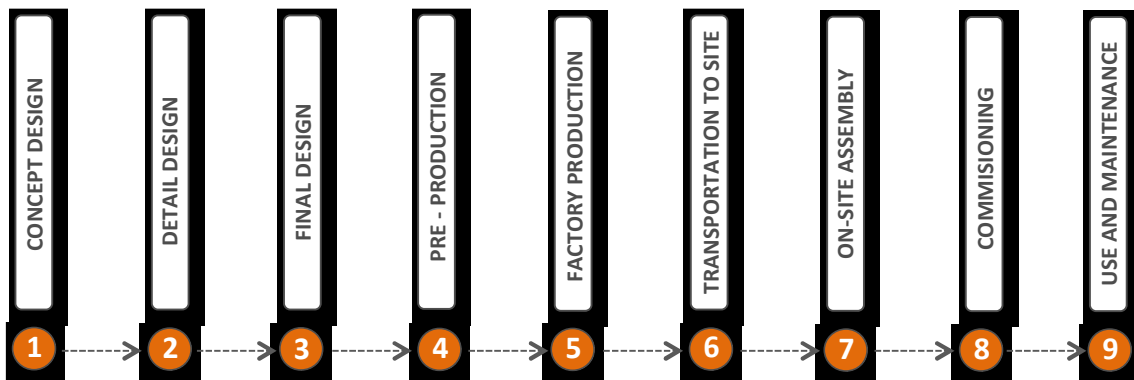 CONCEPT DESIGN
DETAIL DESIGN
FINAL DESIGN
PRE - PRODUCTION
FACTORY PRODUCTION
TRANSPORTATION TO SITE
ON-SITE ASSEMBLY
COMMISIONING
USE AND MAINTENANCE
1
2
3
4
5
6
7
8
9